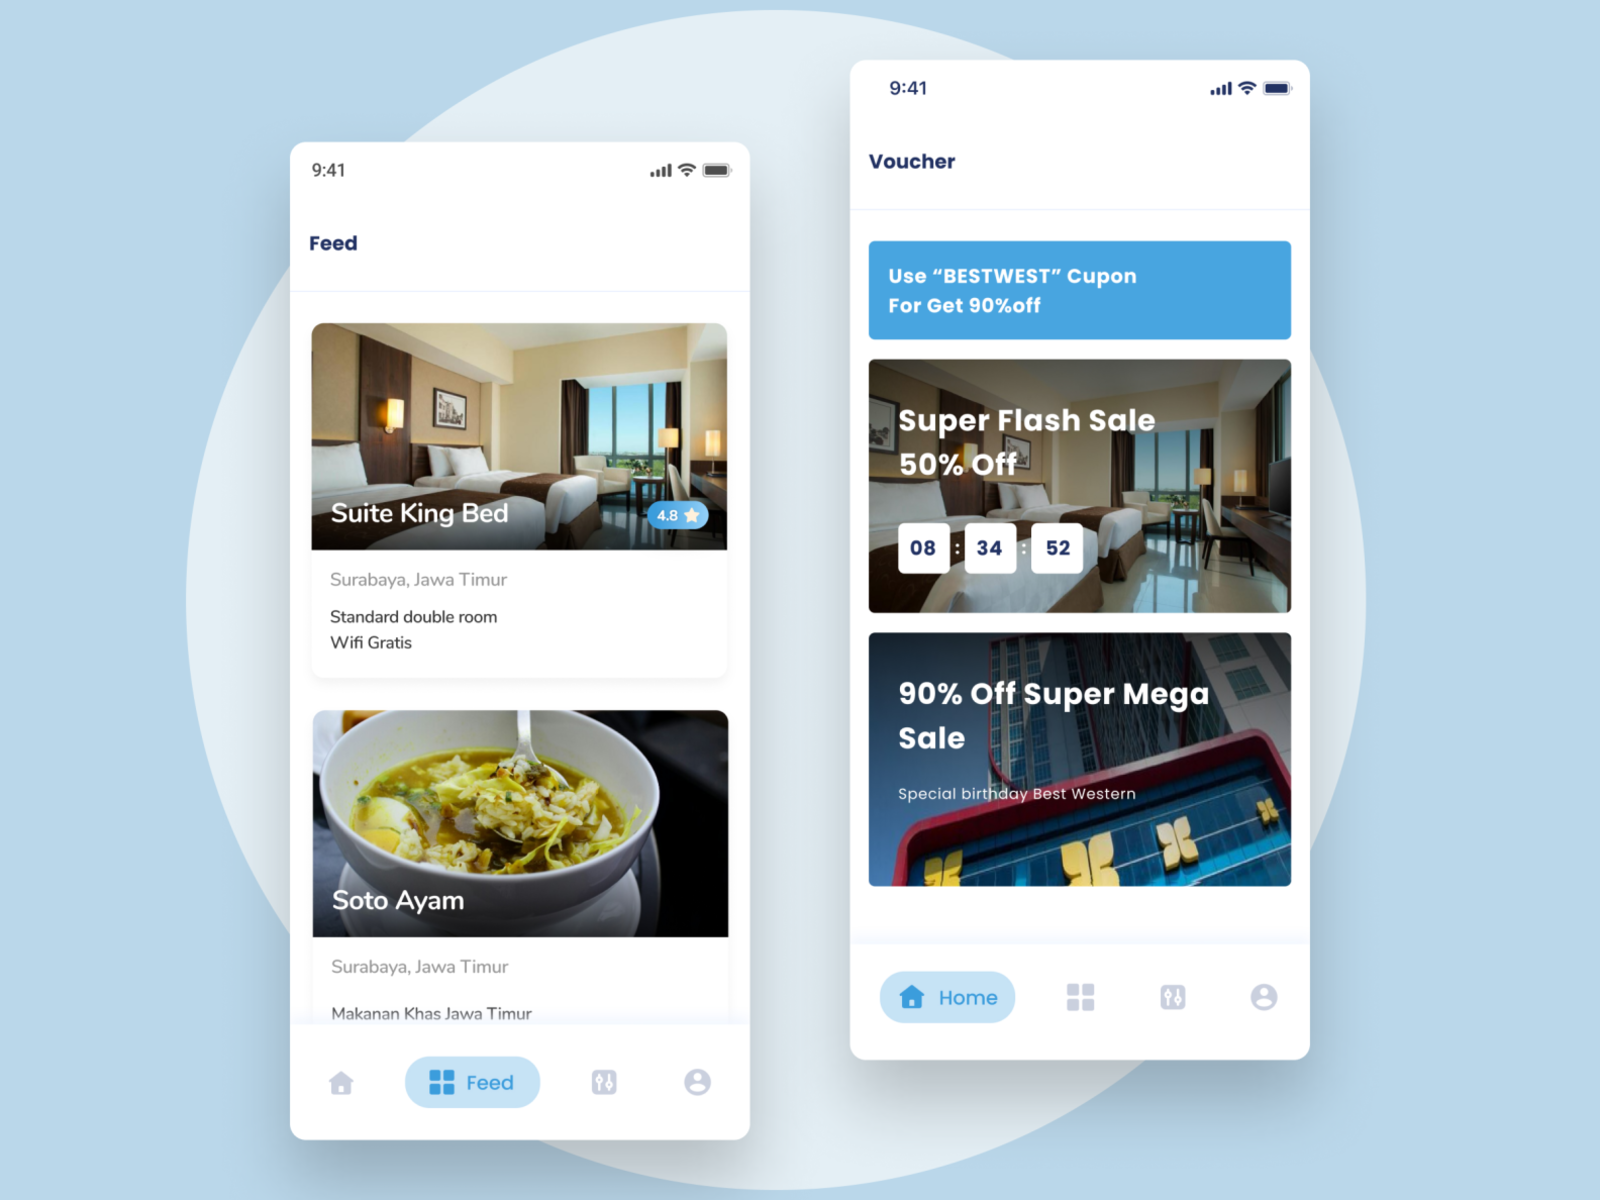 9:41
Feed
Suite King Bed
4.8
Surabaya, Jawa Timur
Standard double room
Wifi Gratis
Soto Ayam
Surabaya, Jawa Timur
Makanan Khas Jawa Timur
Feed
9:41
Voucher
Use “BESTWEST” Cupon
For Get 90%off
Super Flash Sale
50% Off
08 : 34 : 52
90% Off Super Mega
Sale
Special birthday Best Western
Home